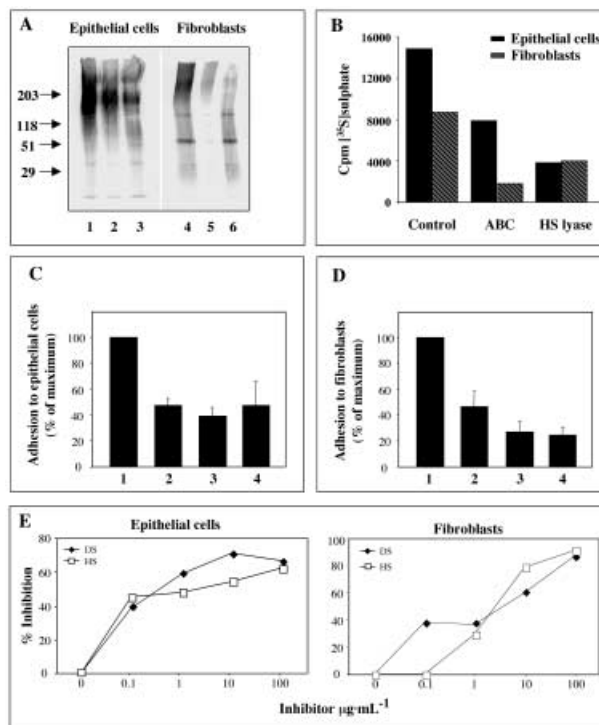 A
Epithelial cells Fibroblasts
203
118
51
29
1 2 3 4 5 6
B
Epithelial cells
Fibroblasts
Cpm [³⁵S]sulphate
16000
12000
8000
4000
0
Control ABC HS lyase
C
Adhesion to epithelial cells
(% of maximum)
100
80
60
40
20
0
1 2 3 4
D
Adhesion to fibroblasts
(% of maximum)
100
80
60
40
20
0
1 2 3 4
E
Epithelial cells
DS
HS
% Inhibition
80
60
40
20
0
0 0.1 1 10 100
Fibroblasts
DS
HS
100
80
60
40
20
0
0 0.1 1 10 100
Inhibitor µg·mL⁻¹